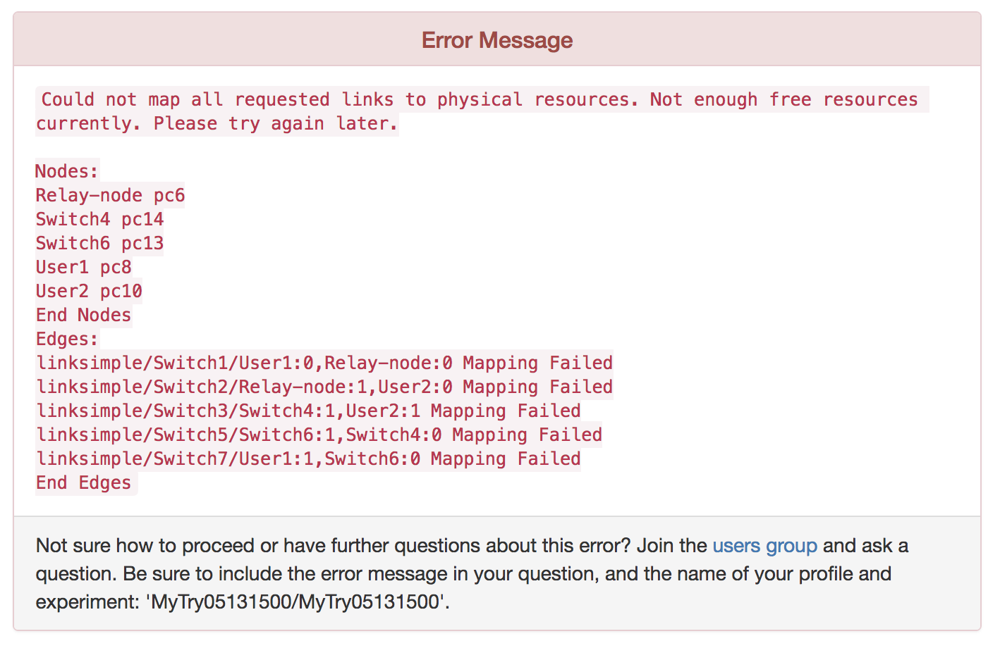 Error Message
Could not map all requested links to physical resources. Not enough free resources
currently. Please try again later.
Nodes:
Relay-node pc6
Switch4 pc14
Switch6 pc13
User1 pc8
User2 pc10
End Nodes
Edges:
linksimple/Switch1/User1:0,Relay-node:0 Mapping Failed
linksimple/Switch2/Relay-node:1,User2:0 Mapping Failed
linksimple/Switch3/Switch4:1,User2:1 Mapping Failed
linksimple/Switch5/Switch6:1,Switch4:0 Mapping Failed
linksimple/Switch7/User1:1,Switch6:0 Mapping Failed
End Edges
Not sure how to proceed or have further questions about this error? Join the users group and ask a
question. Be sure to include the error message in your question, and the name of your profile and
experiment: 'MyTry05131500/MyTry05131500'.